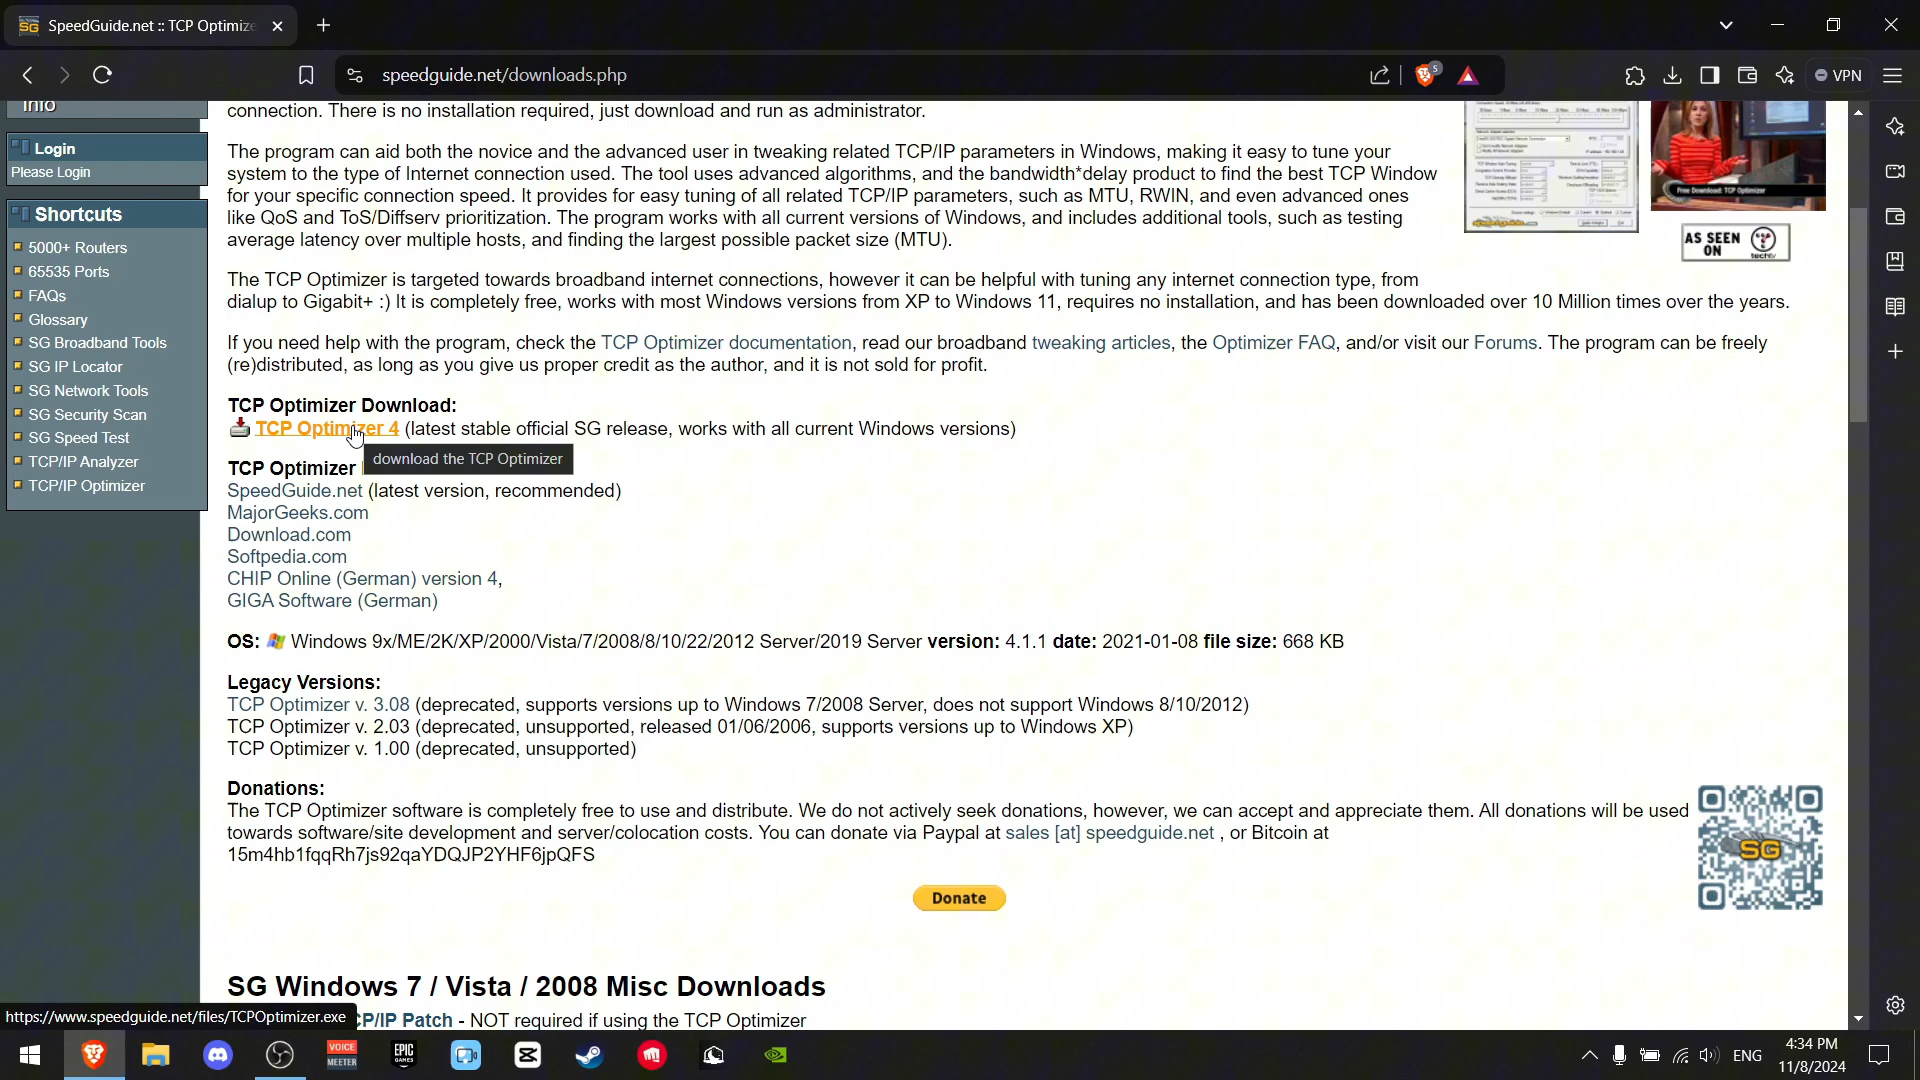 SpeedGuide.net :: TCP Optimize
speedguide.net/downloads.php
5
VPN
Info
Login
Please Login
Shortcuts
5000+ Routers
65535 Ports
FAQs
Glossary
SG Broadband Tools
SG IP Locator
SG Network Tools
SG Security Scan
SG Speed Test
TCP/IP Analyzer
TCP/IP Optimizer
connection. There is no installation required, just download and run as administrator.
The program can aid both the novice and the advanced user in tweaking related TCP/IP parameters in Windows, making it easy to tune your
system to the type of Internet connection used. The tool uses advanced algorithms, and the bandwidth*delay product to find the best TCP Window
for your specific connection speed. It provides for easy tuning of all related TCP/IP parameters, such as MTU, RWIN, and even advanced ones
like QoS and ToS/Diffserv prioritization. The program works with all current versions of Windows, and includes additional tools, such as testing
average latency over multiple hosts, and finding the largest possible packet size (MTU).
Free Download: TCP Optimizer
AS SEEN
ON
techtv
The TCP Optimizer is targeted towards broadband internet connections, however it can be helpful with tuning any internet connection type, from
dialup to Gigabit+ :) It is completely free, works with most Windows versions from XP to Windows 11, requires no installation, and has been downloaded over 10 Million times over the years.
If you need help with the program, check the TCP Optimizer documentation, read our broadband tweaking articles, the Optimizer FAQ, and/or visit our Forums. The program can be freely
(re)distributed, as long as you give us proper credit as the author, and it is not sold for profit.
TCP Optimizer Download:
TCP Optimizer 4 (latest stable official SG release, works with all current Windows versions)
download the TCP Optimizer
TCP Optimizer
SpeedGuide.net (latest version, recommended)
MajorGeeks.com
Download.com
Softpedia.com
CHIP Online (German) version 4,
GIGA Software (German)
OS: Windows 9x/ME/2K/XP/2000/Vista/7/2008/8/10/22/2012 Server/2019 Server version: 4.1.1 date: 2021-01-08 file size: 668 KB
Legacy Versions:
TCP Optimizer v. 3.08 (deprecated, supports versions up to Windows 7/2008 Server, does not support Windows 8/10/2012)
TCP Optimizer v. 2.03 (deprecated, unsupported, released 01/06/2006, supports versions up to Windows XP)
TCP Optimizer v. 1.00 (deprecated, unsupported)
Donations:
The TCP Optimizer software is completely free to use and distribute. We do not actively seek donations, however, we can accept and appreciate them. All donations will be used
towards software/site development and server/colocation costs. You can donate via Paypal at sales [at] speedguide.net , or Bitcoin at
15m4hb1fqqRh7js92qaYDQJP2YHF6jpQFS
SG
Donate
SG Windows 7 / Vista / 2008 Misc Downloads
CP/IP Patch - NOT required if using the TCP Optimizer
https://www.speedguide.net/files/TCPOptimizer.exe
VOICE
MEETER
EPIC
GAMES
ENG
4:34 PM
11/8/2024